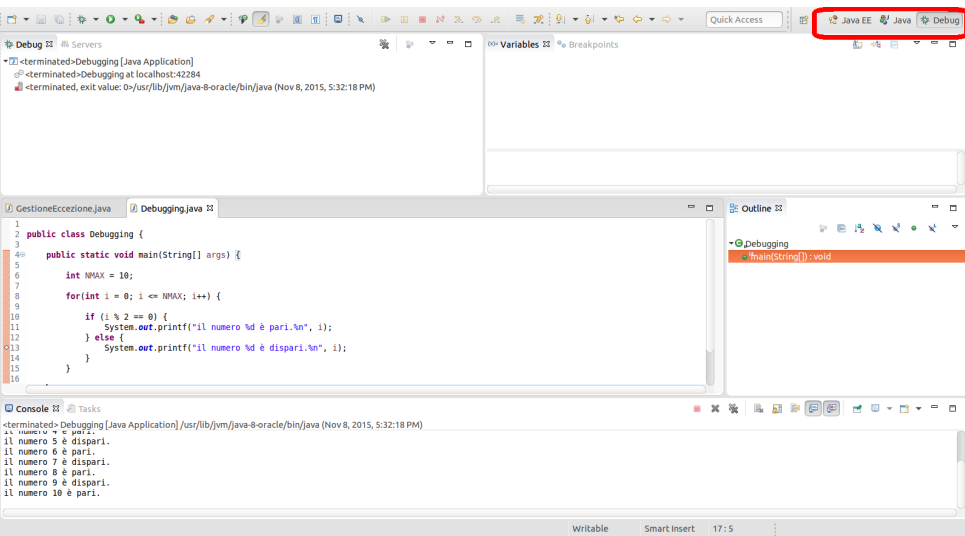 Quick Access
Java EE Java Debug
Debug Servers
<terminated>Debugging [Java Application]
<terminated>Debugging at localhost:42284
<terminated, exit value: 0>/usr/lib/jvm/java-8-oracle/bin/java (Nov 8, 2015, 5:32:18 PM)
(x)= Variables Breakpoints
GestioneEccezione.java Debugging.java
1
2 public class Debugging {
3
4 public static void main(String[] args) {
5
6 int NMAX = 10;
7
8 for(int i = 0; i <= NMAX; i++) {
9
10 if (i % 2 == 0) {
11 System.out.printf("il numero %d è pari.%n", i);
12 } else {
13 System.out.printf("il numero %d è dispari.%n", i);
14 }
15 }
16
Outline
Debugging
main(String[]) : void
Console Tasks
<terminated> Debugging [Java Application] /usr/lib/jvm/java-8-oracle/bin/java (Nov 8, 2015, 5:32:18 PM)
il numero 4 è pari.
il numero 5 è dispari.
il numero 6 è pari.
il numero 7 è dispari.
il numero 8 è pari.
il numero 9 è dispari.
il numero 10 è pari.
Writable Smart Insert 17 : 5